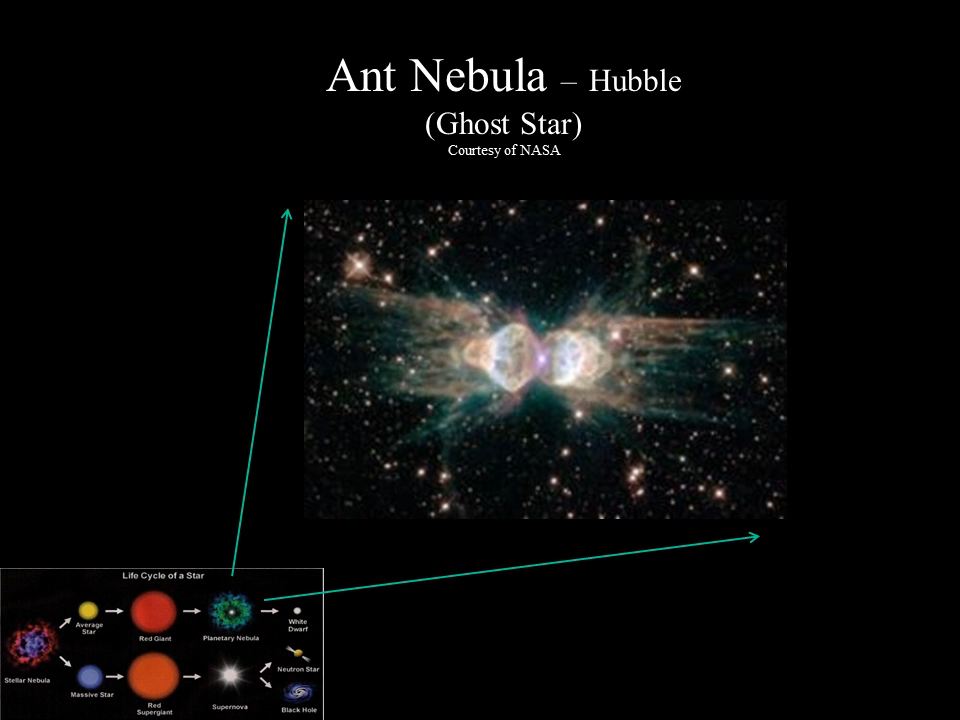 Ant Nebula – Hubble
(Ghost Star)
Courtesy of NASA
Life Cycle of a Star
Average
Star
Red Giant
Planetary Nebula
White
Dwarf
Stellar Nebula
Massive Star
Red
Supergiant
Supernova
Neutron Star
Black Hole